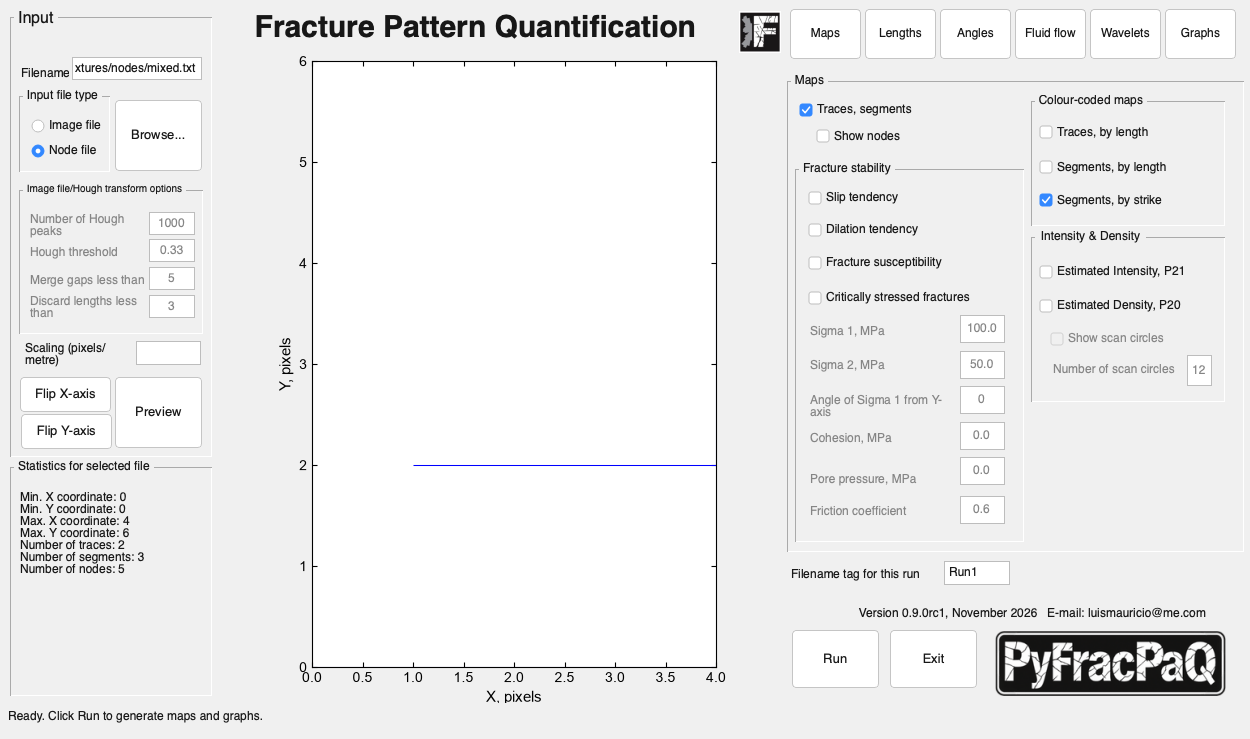 Input
Fracture Pattern Quantification
Maps
Lengths
Angles
Fluid flow
Wavelets
Graphs
Filename
xtures/nodes/mixed.txt
Input file type
Image file
Node file
Browse...
Image file/Hough transform options
Number of Hough
peaks
1000
Hough threshold
0.33
Merge gaps less than
5
Discard lengths less
than
3
Scaling (pixels/
metre)
Flip X-axis
Flip Y-axis
Preview
Statistics for selected file
Min. X coordinate: 0
Min. Y coordinate: 0
Max. X coordinate: 4
Max. Y coordinate: 6
Number of traces: 2
Number of segments: 3
Number of nodes: 5
Ready. Click Run to generate maps and graphs.
6
5
4
3
2
1
0
Y, pixels
0.0
0.5
1.0
1.5
2.0
2.5
3.0
3.5
4.0
X, pixels
F
Maps
Traces, segments
Show nodes
Fracture stability
Slip tendency
Dilation tendency
Fracture susceptibility
Critically stressed fractures
Sigma 1, MPa
100.0
Sigma 2, MPa
50.0
Angle of Sigma 1 from Y-
axis
0
Cohesion, MPa
0.0
Pore pressure, MPa
0.0
Friction coefficient
0.6
Colour-coded maps
Traces, by length
Segments, by length
Segments, by strike
Intensity & Density
Estimated Intensity, P21
Estimated Density, P20
Show scan circles
Number of scan circles
12
Filename tag for this run
Run1
Version 0.9.0rc1, November 2026 E-mail: luismauricio@me.com
Run
Exit
PyFracPaQ